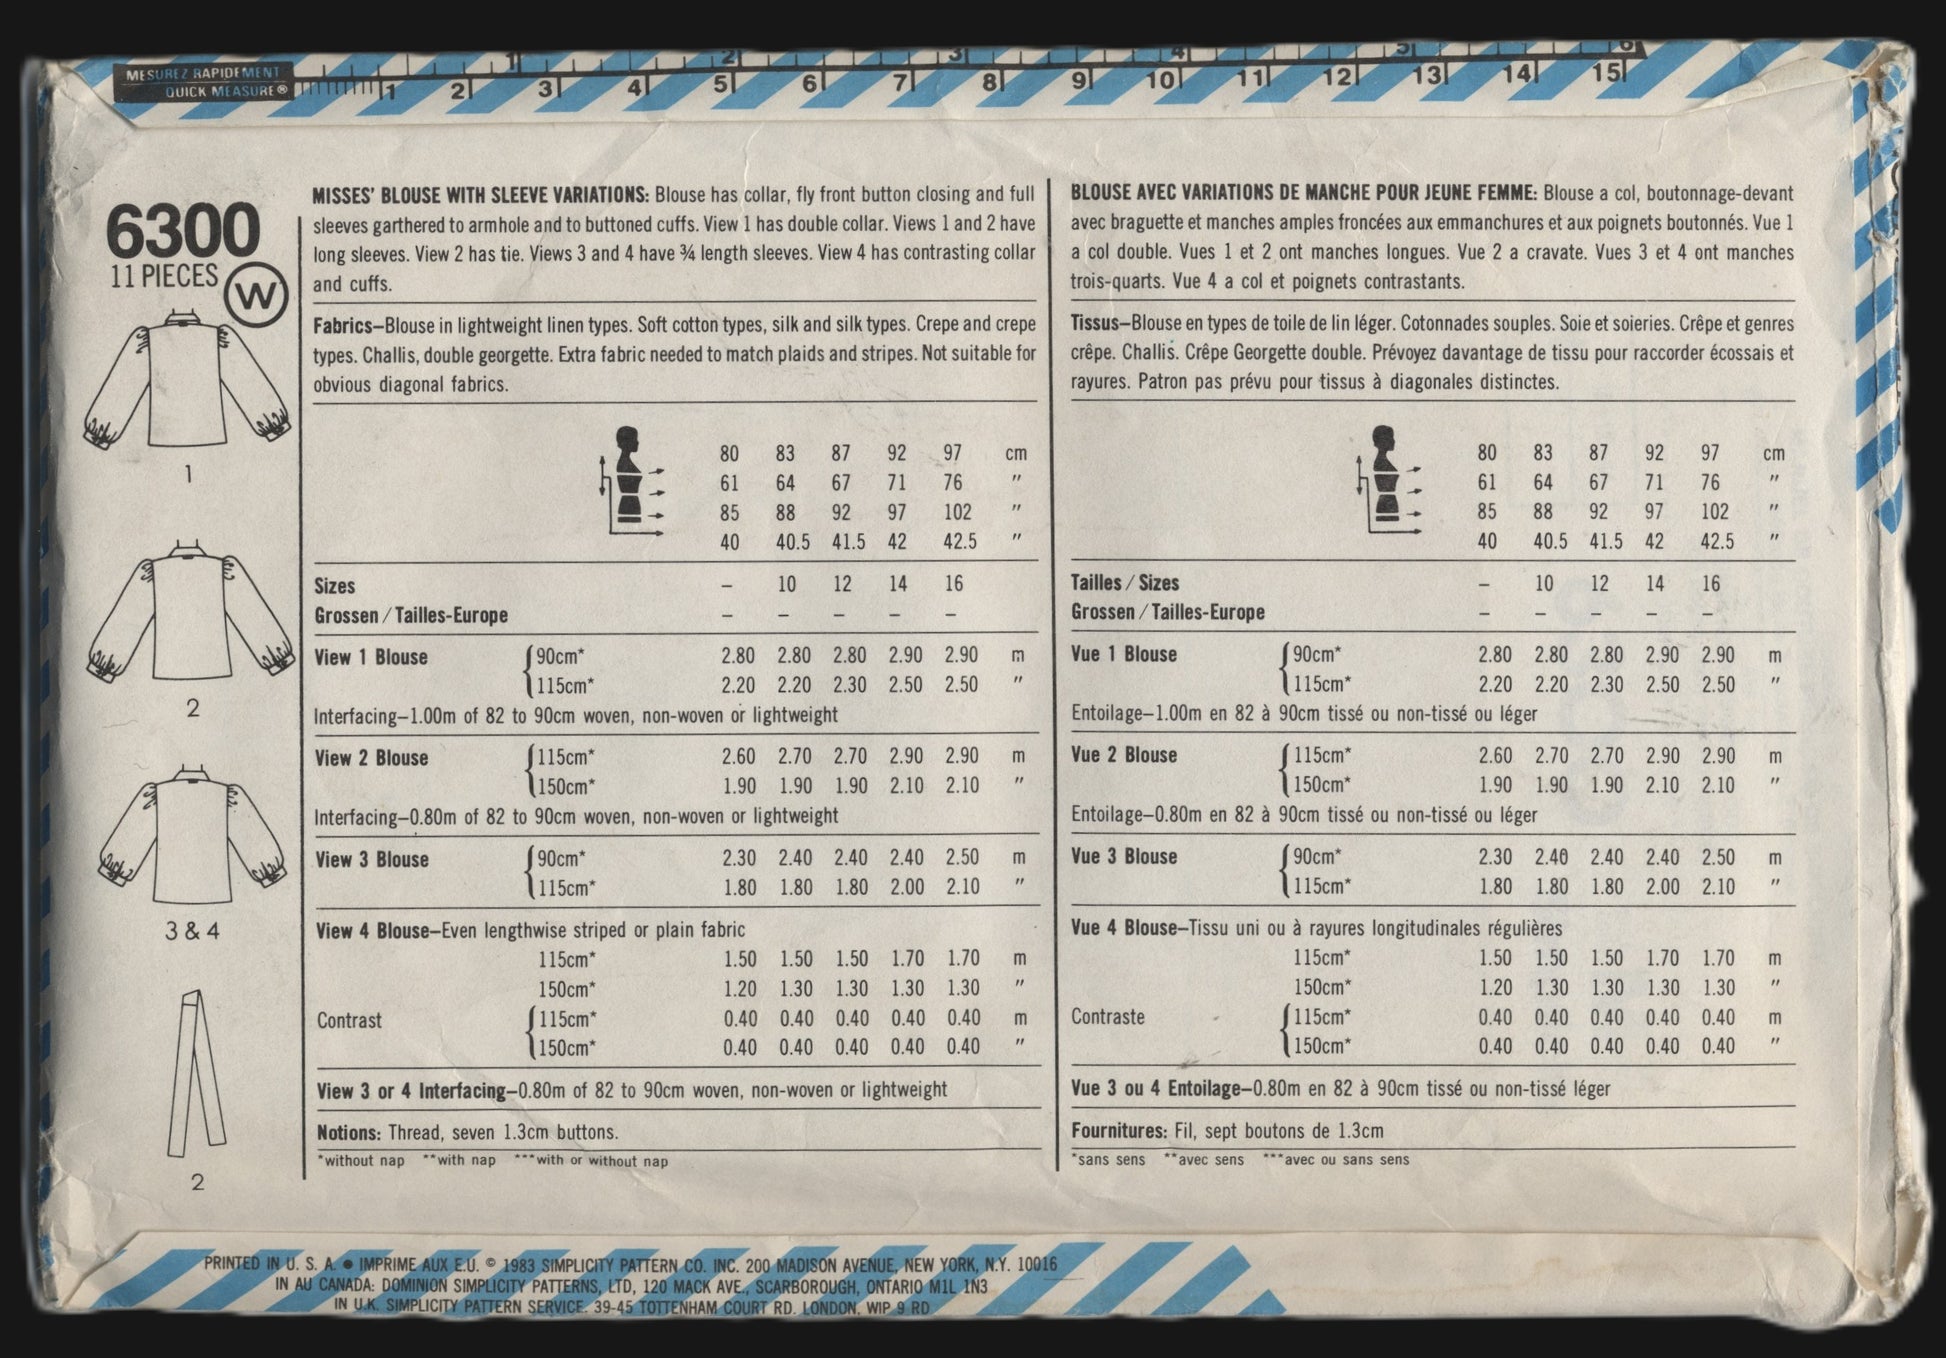 MESUREZ RAPIDEMENT
QUICK MEASURE®
1 2 3 4 5 6
1 2 3 4 5 6 7 8 9 10 11 12 13 14 15
6300
11 PIECES
W
1
2
3 & 4
2
MISSES' BLOUSE WITH SLEEVE VARIATIONS: Blouse has collar, fly front button closing and full
sleeves garthered to armhole and to buttoned cuffs. View 1 has double collar. Views 1 and 2 have
long sleeves. View 2 has tie. Views 3 and 4 have ¾ length sleeves. View 4 has contrasting collar
and cuffs.
Fabrics–Blouse in lightweight linen types. Soft cotton types, silk and silk types. Crepe and crepe
types. Challis, double georgette. Extra fabric needed to match plaids and stripes. Not suitable for
obvious diagonal fabrics.
80 83 87 92 97 cm
61 64 67 71 76 ″
85 88 92 97 102 ″
40 40.5 41.5 42 42.5 ″
Sizes – 10 12 14 16
Grossen / Tailles-Europe – – – – –
View 1 Blouse 90cm* 2.80 2.80 2.80 2.90 2.90 m
115cm* 2.20 2.20 2.30 2.50 2.50 ″
Interfacing–1.00m of 82 to 90cm woven, non-woven or lightweight
View 2 Blouse 115cm* 2.60 2.70 2.70 2.90 2.90 m
150cm* 1.90 1.90 1.90 2.10 2.10 ″
Interfacing–0.80m of 82 to 90cm woven, non-woven or lightweight
View 3 Blouse 90cm* 2.30 2.40 2.40 2.40 2.50 m
115cm* 1.80 1.80 1.80 2.00 2.10 ″
View 4 Blouse–Even lengthwise striped or plain fabric
115cm* 1.50 1.50 1.50 1.70 1.70 m
150cm* 1.20 1.30 1.30 1.30 1.30 ″
Contrast 115cm* 0.40 0.40 0.40 0.40 0.40 m
150cm* 0.40 0.40 0.40 0.40 0.40 ″
View 3 or 4 Interfacing–0.80m of 82 to 90cm woven, non-woven or lightweight
Notions: Thread, seven 1.3cm buttons.
*without nap **with nap ***with or without nap
BLOUSE AVEC VARIATIONS DE MANCHE POUR JEUNE FEMME: Blouse a col, boutonnage-devant
avec braguette et manches amples froncées aux emmanchures et aux poignets boutonnés. Vue 1
a col double. Vues 1 et 2 ont manches longues. Vue 2 a cravate. Vues 3 et 4 ont manches
trois-quarts. Vue 4 a col et poignets contrastants.
Tissus–Blouse en types de toile de lin léger. Cotonnades souples. Soie et soieries. Crêpe et genres
crêpe. Challis. Crêpe Georgette double. Prévoyez davantage de tissu pour raccorder écossais et
rayures. Patron pas prévu pour tissus à diagonales distinctes.
80 83 87 92 97 cm
61 64 67 71 76 ″
85 88 92 97 102 ″
40 40.5 41.5 42 42.5 ″
Tailles / Sizes – 10 12 14 16
Grossen / Tailles-Europe – – – – –
Vue 1 Blouse 90cm* 2.80 2.80 2.80 2.90 2.90 m
115cm* 2.20 2.20 2.30 2.50 2.50 ″
Entoilage–1.00m en 82 à 90cm tissé ou non-tissé ou léger
Vue 2 Blouse 115cm* 2.60 2.70 2.70 2.90 2.90 m
150cm* 1.90 1.90 1.90 2.10 2.10 ″
Entoilage–0.80m en 82 à 90cm tissé ou non-tissé ou léger
Vue 3 Blouse 90cm* 2.30 2.40 2.40 2.40 2.50 m
115cm* 1.80 1.80 1.80 2.00 2.10 ″
Vue 4 Blouse–Tissu uni ou à rayures longitudinales régulières
115cm* 1.50 1.50 1.50 1.70 1.70 m
150cm* 1.20 1.30 1.30 1.30 1.30 ″
Contraste 115cm* 0.40 0.40 0.40 0.40 0.40 m
150cm* 0.40 0.40 0.40 0.40 0.40 ″
Vue 3 ou 4 Entoilage–0.80m en 82 à 90cm tissé ou non-tissé léger
Fournitures: Fil, sept boutons de 1.3cm
*sans sens **avec sens ***avec ou sans sens
PRINTED IN U. S. A. ● IMPRIME AUX E.U. © 1983 SIMPLICITY PATTERN CO. INC. 200 MADISON AVENUE, NEW YORK, N.Y. 10016
IN AU CANADA: DOMINION SIMPLICITY PATTERNS, LTD, 120 MACK AVE., SCARBOROUGH, ONTARIO M1L 1N3
IN U.K. SIMPLICITY PATTERN SERVICE. 39-45 TOTTENHAM COURT RD. LONDON, WIP 9 RD